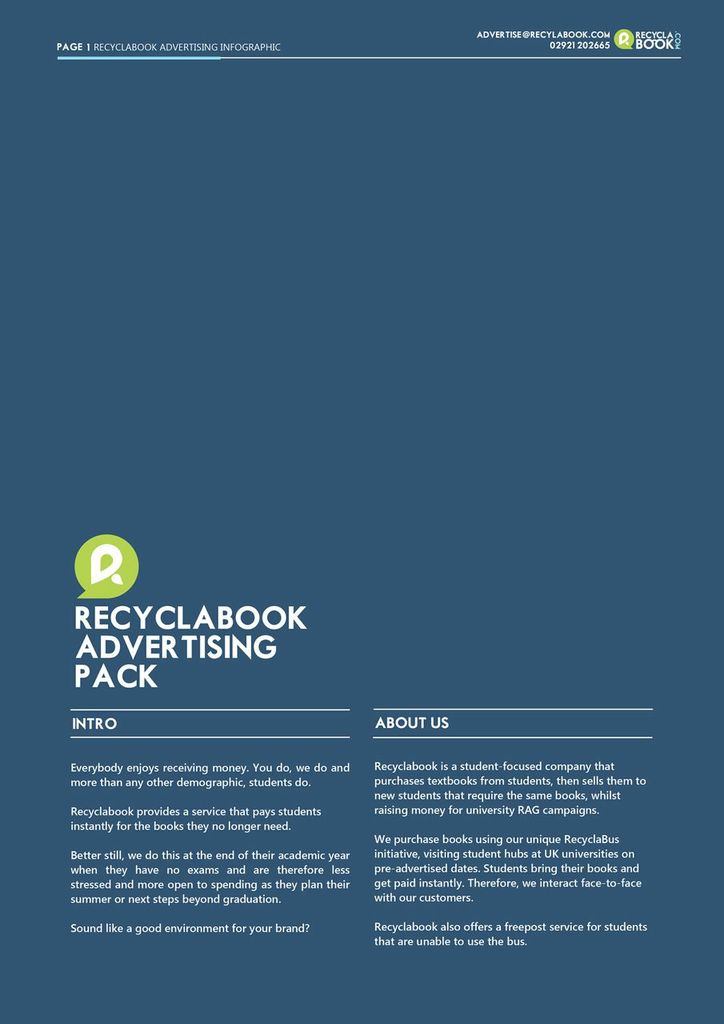 PAGE 1 RECYCLABOOK ADVERTISING INFOGRAPHIC
ADVERTISE@RECYLABOOK.COM
02921 202665
RECYCLA
BOOK
.COM
RECYCLABOOK
ADVERTISING
PACK
INTRO
Everybody enjoys receiving money. You do, we do and
more than any other demographic, students do.
Recyclabook provides a service that pays students
instantly for the books they no longer need.
Better still, we do this at the end of their academic year
when they have no exams and are therefore less
stressed and more open to spending as they plan their
summer or next steps beyond graduation.
Sound like a good environment for your brand?
ABOUT US
Recyclabook is a student-focused company that
purchases textbooks from students, then sells them to
new students that require the same books, whilst
raising money for university RAG campaigns.
We purchase books using our unique RecyclaBus
initiative, visiting student hubs at UK universities on
pre-advertised dates. Students bring their books and
get paid instantly. Therefore, we interact face-to-face
with our customers.
Recyclabook also offers a freepost service for students
that are unable to use the bus.